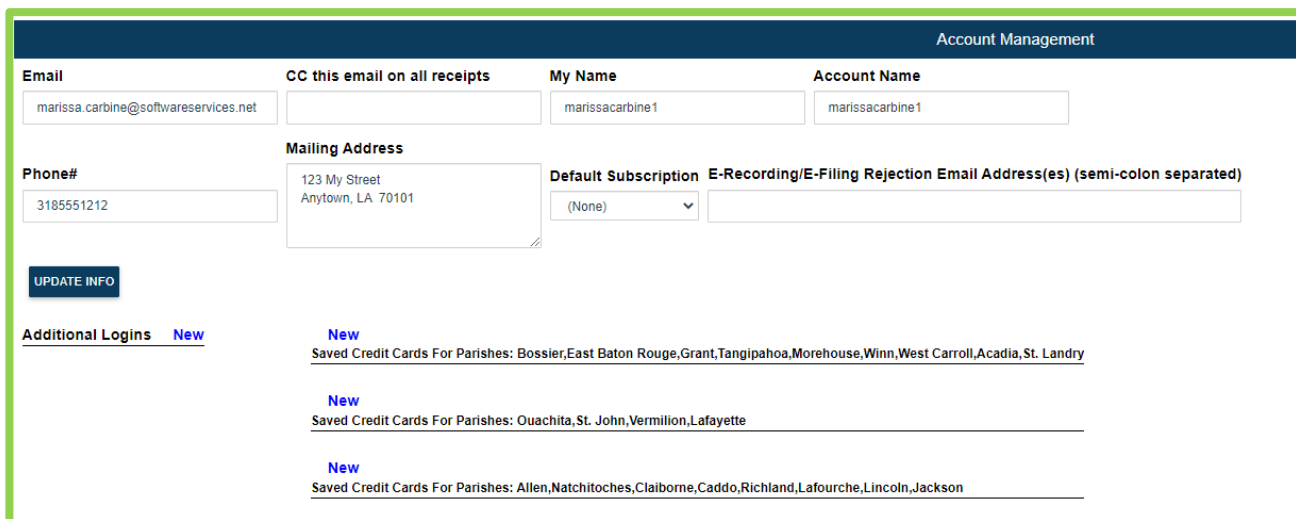 Account Management
Email
CC this email on all receipts
My Name
Account Name
marissa.carbine@softwareservices.net
marissacarbine1
marissacarbine1
Phone#
Mailing Address
Default Subscription
E-Recording/E-Filing Rejection Email Address(es) (semi-colon separated)
3185551212
123 My Street
Anytown, LA 70101
(None)
UPDATE INFO
Additional Logins New
New
Saved Credit Cards For Parishes: Bossier,East Baton Rouge,Grant,Tangipahoa,Morehouse,Winn,West Carroll,Acadia,St. Landry
New
Saved Credit Cards For Parishes: Ouachita,St. John,Vermilion,Lafayette
New
Saved Credit Cards For Parishes: Allen,Natchitoches,Claiborne,Caddo,Richland,Lafourche,Lincoln,Jackson